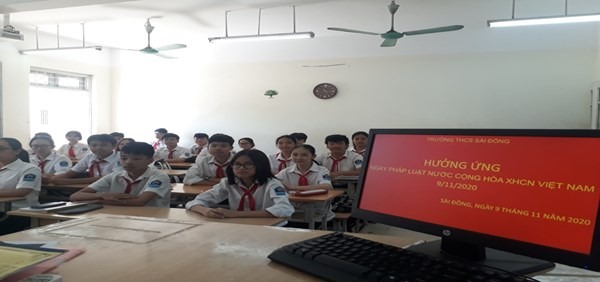 TRƯỜNG THCS SÀI ĐỒNG
HƯỞNG ỨNG
NGÀY PHÁP LUẬT NƯỚC CỘNG HÒA XHCN VIỆT NAM
9/11/2020
SÀI ĐỒNG, NGÀY 9 THÁNG 11 NĂM 2020